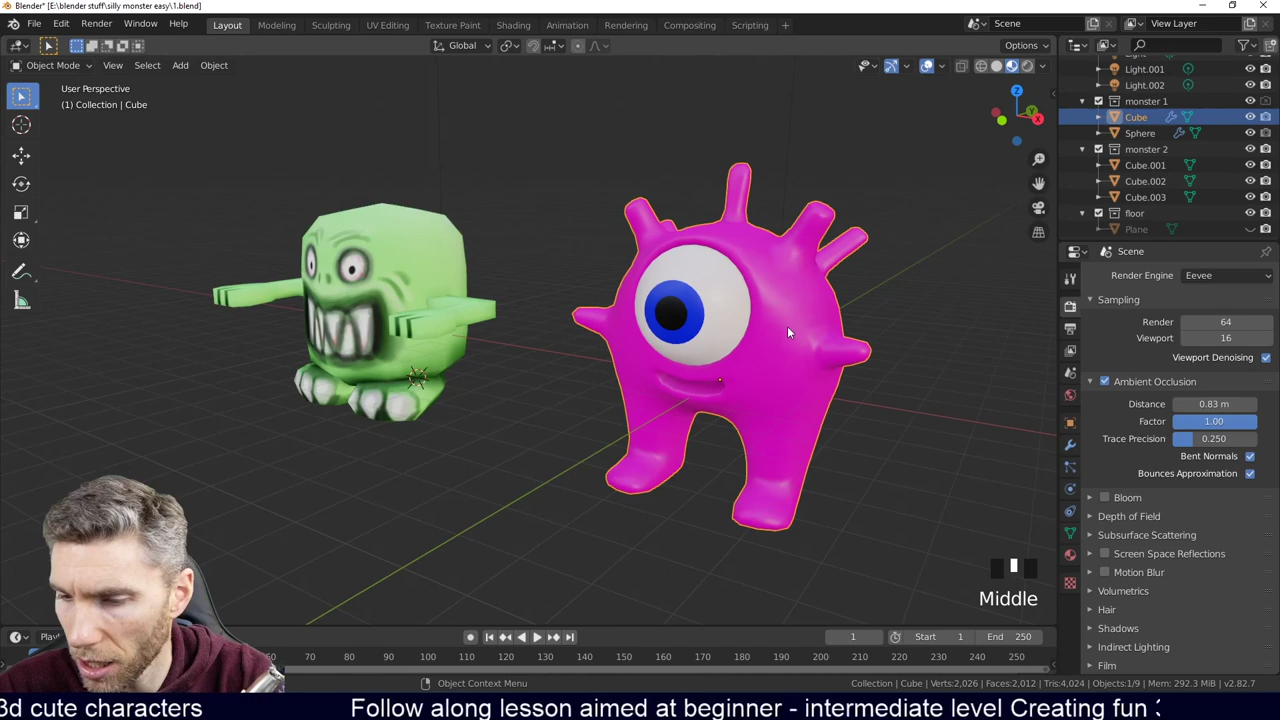 Blender* [E:\blender stuff\silly monster easy\1.blend]
File Edit Render Window Help
Layout Modeling Sculpting UV Editing Texture Paint Shading Animation Rendering Compositing Scripting +
Scene
View Layer
Global
Options
Object Mode View Select Add Object
User Perspective
(1) Collection | Cube
Z
Y
X
Light.001
Light.002
monster 1
Cube
Sphere
monster 2
Cube.001
Cube.002
Cube.003
floor
Plane
Scene
Render Engine Eevee
Sampling
Render 64
Viewport 16
Viewport Denoising
Ambient Occlusion
Distance 0.83 m
Factor 1.00
Trace Precision 0.250
Bent Normals
Bounces Approximation
Bloom
Depth of Field
Subsurface Scattering
Screen Space Reflections
Motion Blur
Volumetrics
Hair
Shadows
Indirect Lighting
Film
Middle
1 Start 1 End 250
60 70 80 90 100 110 120 130 140 150 160 170 180 190 200 210 220 230 240 250
Object Context Menu
Collection | Cube | Verts:2,026 | Faces:2,012 | Tris:4,024 | Objects:1/9 | Mem: 292.3 MiB | v2.82.7
3d cute characters Follow along lesson aimed at beginner - intermediate level Creating fun